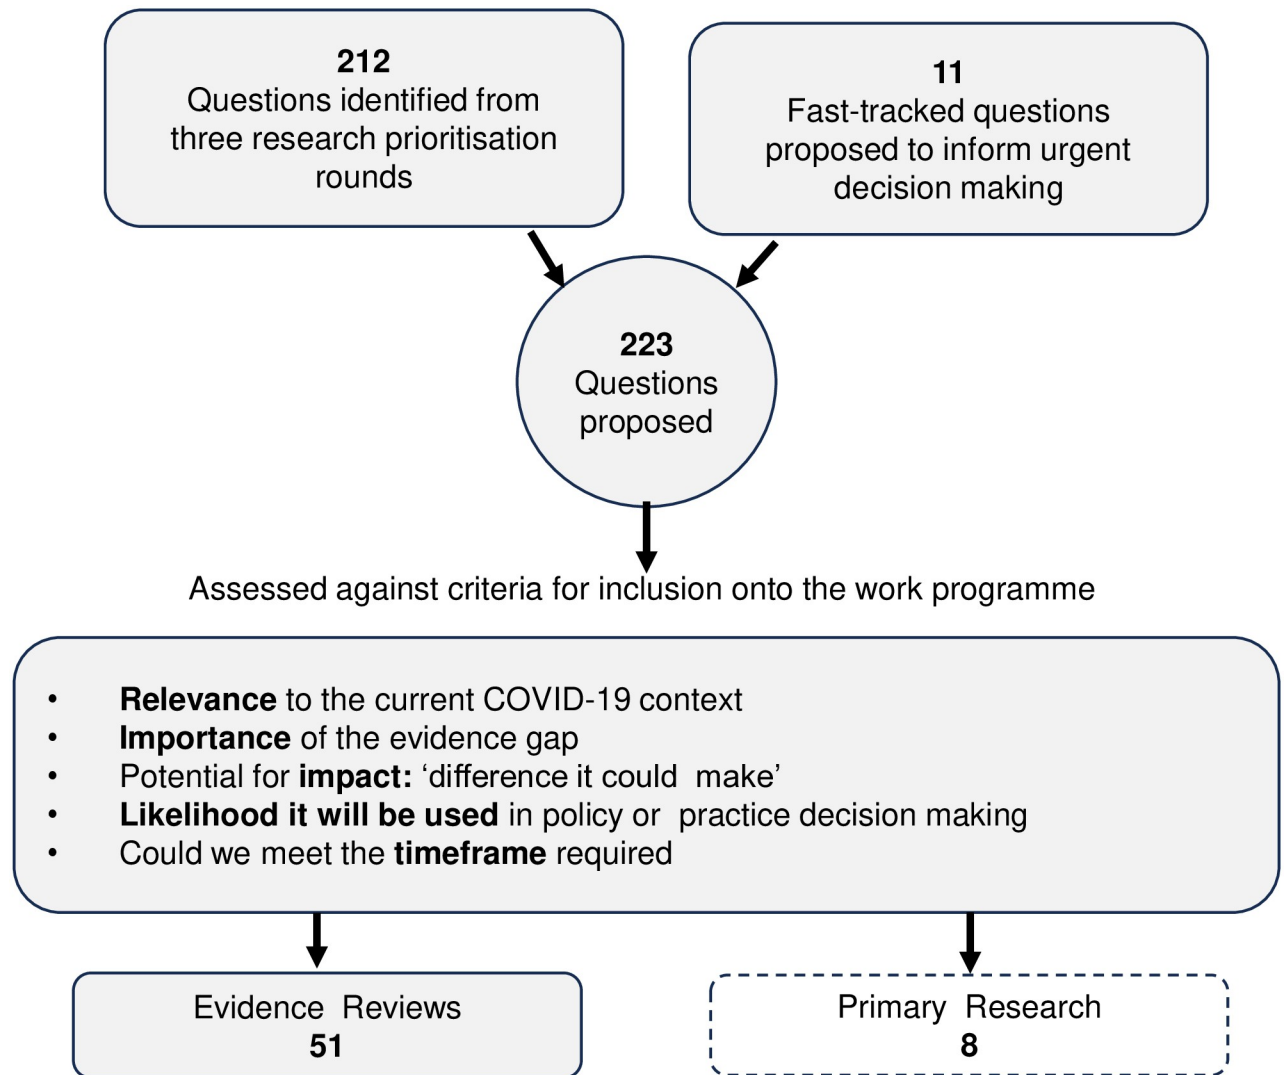 212
Questions identified from
three research prioritisation
rounds
11
Fast-tracked questions
proposed to inform urgent
decision making
223
Questions
proposed
Assessed against criteria for inclusion onto the work programme
• Relevance to the current COVID-19 context
• Importance of the evidence gap
• Potential for impact: ‘difference it could make’
• Likelihood it will be used in policy or practice decision making
• Could we meet the timeframe required
Evidence Reviews
51
Primary Research
8